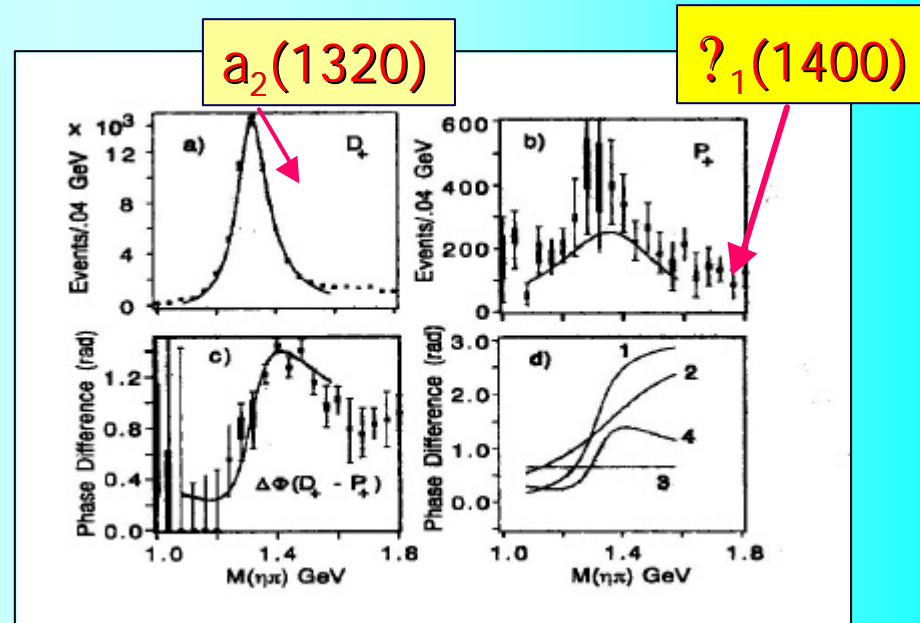 a₂(1320)
?₁(1400)
a)
D₊
Events/.04 GeV × 10³
12
8
4
0
b)
P₊
Events/.04 GeV
600
400
200
0
c)
ΔΦ(D₊ - P₊)
Phase Difference (rad)
1.2
0.8
0.4
0.0
1.0 1.4 1.8
M(ηπ) GeV
d)
1
2
4
3
Phase Difference (rad)
3.0
2.0
1.0
0.0
1.0 1.4 1.8
M(ηπ) GeV